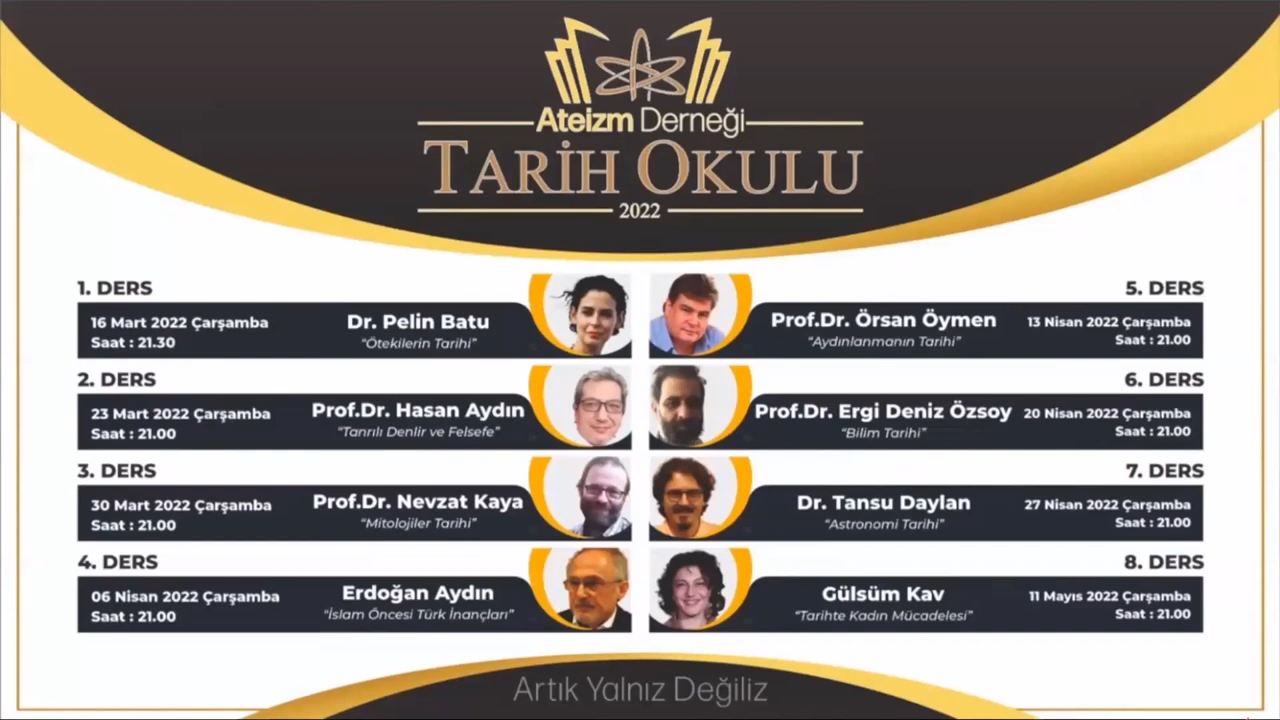 Ateizm Derneği
TARİH OKULU
2022
1. DERS
16 Mart 2022 Çarşamba
Saat : 21.30
Dr. Pelin Batu
“Ötekilerin Tarihi”
2. DERS
23 Mart 2022 Çarşamba
Saat : 21.00
Prof.Dr. Hasan Aydın
“Tanrılı Denlir ve Felsefe”
3. DERS
30 Mart 2022 Çarşamba
Saat : 21.00
Prof.Dr. Nevzat Kaya
“Mitolojiler Tarihi”
4. DERS
06 Nisan 2022 Çarşamba
Saat : 21.00
Erdoğan Aydın
“İslam Öncesi Türk İnançları”
5. DERS
Prof.Dr. Örsan Öymen
“Aydınlanmanın Tarihi”
13 Nisan 2022 Çarşamba
Saat : 21.00
6. DERS
Prof.Dr. Ergi Deniz Özsoy
“Bilim Tarihi”
20 Nisan 2022 Çarşamba
Saat : 21.00
7. DERS
Dr. Tansu Daylan
“Astronomi Tarihi”
27 Nisan 2022 Çarşamba
Saat : 21.00
8. DERS
Gülsüm Kav
“Tarihte Kadın Mücadelesi”
11 Mayıs 2022 Çarşamba
Saat : 21.00
Artık Yalnız Değiliz